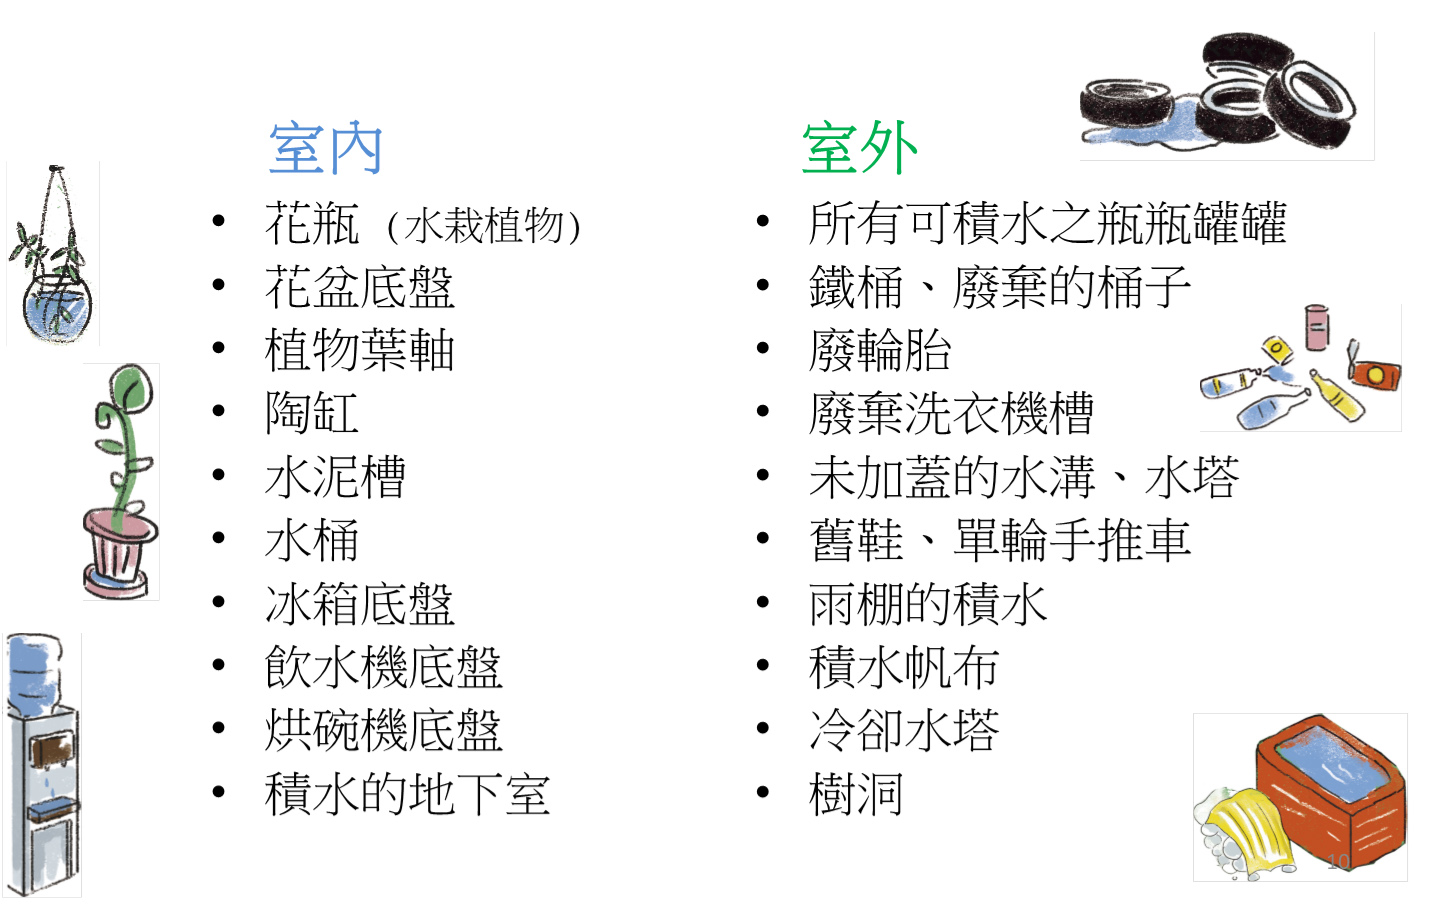 室內
• 花瓶 (水栽植物)
• 花盆底盤
• 植物葉軸
• 陶缸
• 水泥槽
• 水桶
• 冰箱底盤
• 飲水機底盤
• 烘碗機底盤
• 積水的地下室
室外
• 所有可積水之瓶瓶罐罐
• 鐵桶、廢棄的桶子
• 廢輪胎
• 廢棄洗衣機槽
• 未加蓋的水溝、水塔
• 舊鞋、單輪手推車
• 雨棚的積水
• 積水帆布
• 冷卻水塔
• 樹洞
10